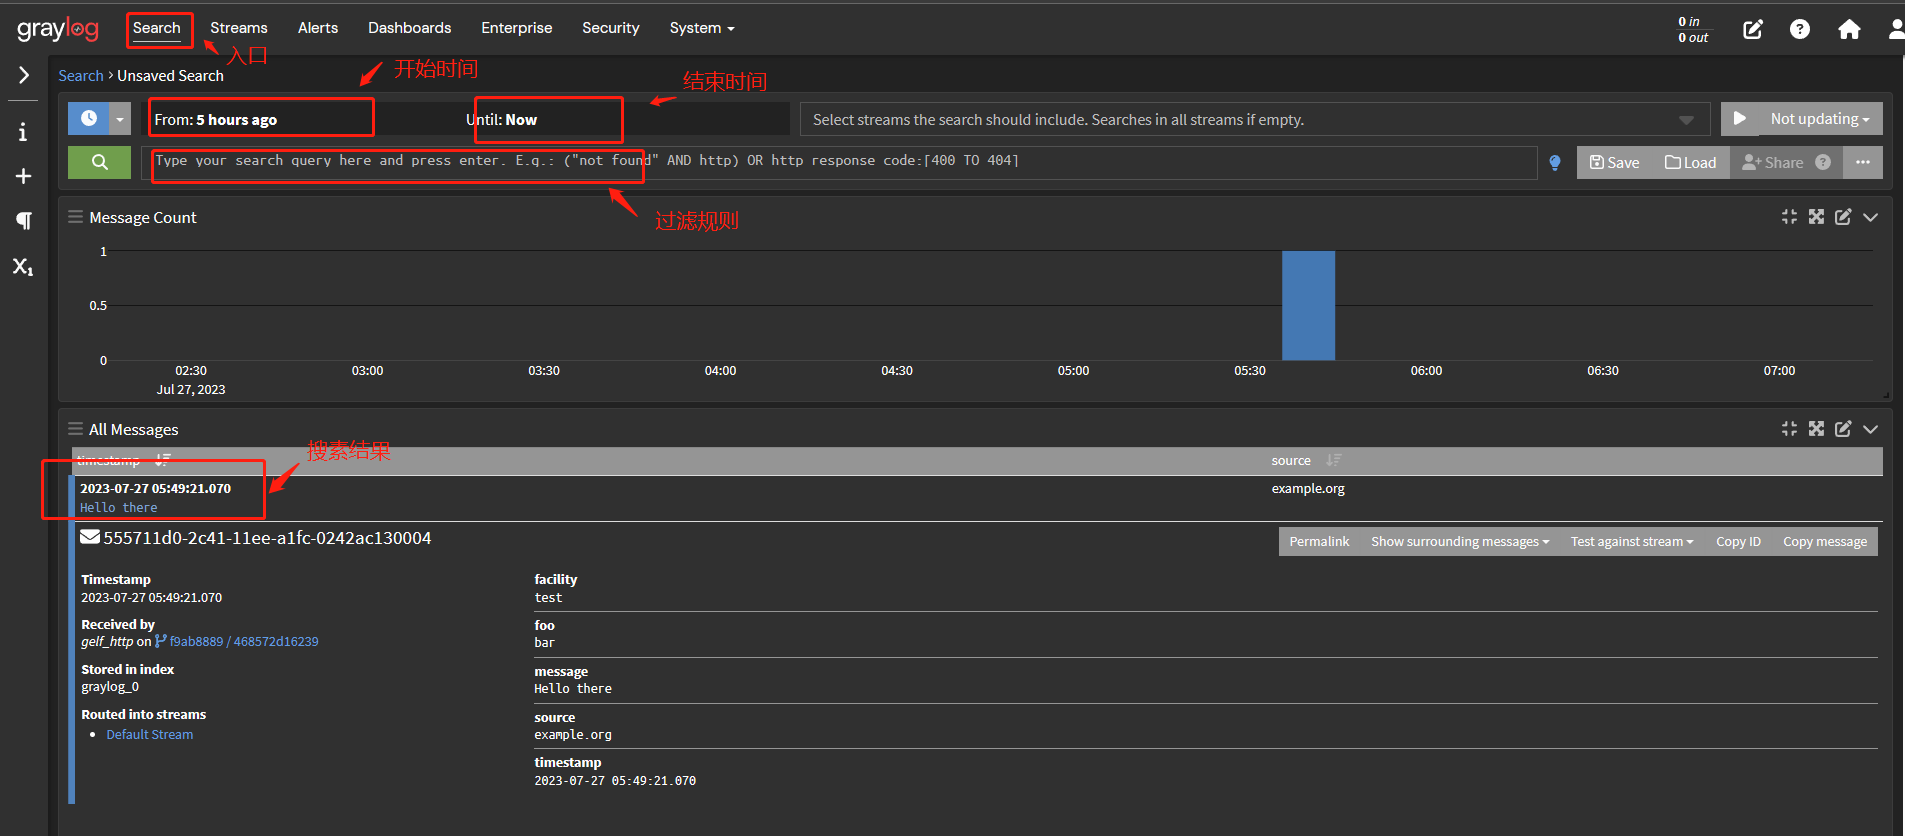 graylog Search Streams Alerts Dashboards Enterprise Security System 0 in
0 out
入口
Search › Unsaved Search
开始时间
结束时间
From: 5 hours ago Until: Now Select streams the search should include. Searches in all streams if empty. Not updating
Type your search query here and press enter. E.g.: ("not found" AND http) OR http_response_code:[400 TO 404] Save Load Share
过滤规则
Message Count
1
0.5
0
02:30 03:00 03:30 04:00 04:30 05:00 05:30 06:00 06:30 07:00
Jul 27, 2023
All Messages
搜素结果
timestamp source
2023-07-27 05:49:21.070 example.org
Hello there
555711d0-2c41-11ee-a1fc-0242ac130004 Permalink Show surrounding messages Test against stream Copy ID Copy message
Timestamp
2023-07-27 05:49:21.070
Received by
gelf_http on f9ab8889 / 468572d16239
Stored in index
graylog_0
Routed into streams
• Default Stream
facility
test
foo
bar
message
Hello there
source
example.org
timestamp
2023-07-27 05:49:21.070